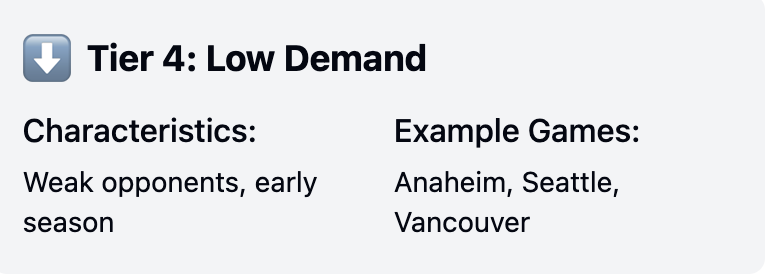 Tier 4: Low Demand
Characteristics:
Weak opponents, early
season
Example Games:
Anaheim, Seattle,
Vancouver